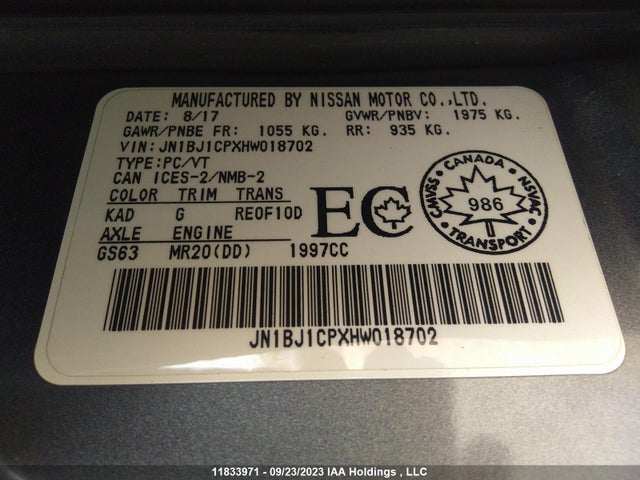 MANUFACTURED BY NISSAN MOTOR CO.,LTD.
DATE: 8/17 GVWR/PNBV: 1975 KG.
GAWR/PNBE FR: 1055 KG. RR: 935 KG.
VIN: JN1BJ1CPXHW018702
TYPE:PC/VT
CAN ICES-2/NMB-2
COLOR TRIM TRANS
KAD G RE0F10D
AXLE ENGINE
GS63 MR20(DD) 1997CC
EC
CANADA
CMVSS 986 NSVAC
TRANSPORT
JN1BJ1CPXHW018702
11833971 - 09/23/2023 IAA Holdings , LLC